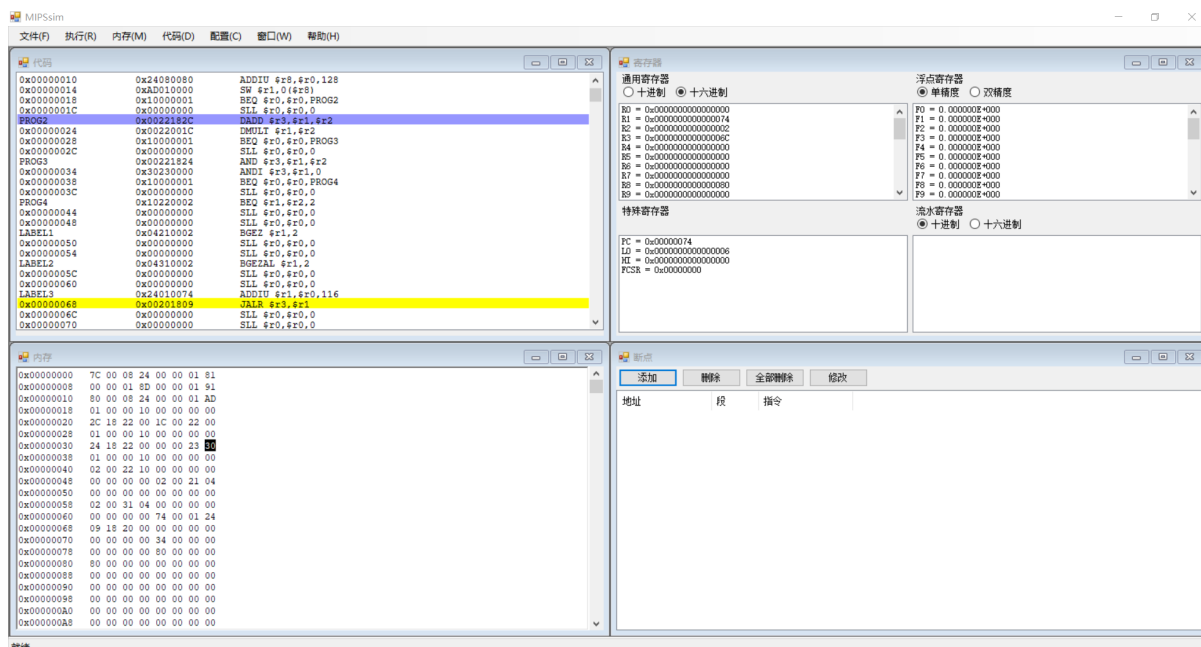 MIPSsim
文件(F) 执行(R) 内存(M) 代码(D) 配置(C) 窗口(W) 帮助(H)
代码
0x00000010 0x24080080 ADDIU $r8,$r0,128
0x00000014 0xAD010000 SW $r1,0($r8)
0x00000018 0x10000001 BEQ $r0,$r0,PROG2
0x0000001C 0x00000000 SLL $r0,$r0,0
PROG2 0x0022182C DADD $r3,$r1,$r2
0x00000024 0x0022001C DMULT $r1,$r2
0x00000028 0x10000001 BEQ $r0,$r0,PROG3
0x0000002C 0x00000000 SLL $r0,$r0,0
PROG3 0x00221824 AND $r3,$r1,$r2
0x00000034 0x30230000 ANDI $r3,$r1,0
0x00000038 0x10000001 BEQ $r0,$r0,PROG4
0x0000003C 0x00000000 SLL $r0,$r0,0
PROG4 0x10220002 BEQ $r1,$r2,2
0x00000044 0x00000000 SLL $r0,$r0,0
0x00000048 0x00000000 SLL $r0,$r0,0
LABEL1 0x04210002 BGEZ $r1,2
0x00000050 0x00000000 SLL $r0,$r0,0
0x00000054 0x00000000 SLL $r0,$r0,0
LABEL2 0x04310002 BGEZAL $r1,2
0x0000005C 0x00000000 SLL $r0,$r0,0
0x00000060 0x00000000 SLL $r0,$r0,0
LABEL3 0x24010074 ADDIU $r1,$r0,116
0x00000068 0x00201809 JALR $r3,$r1
0x0000006C 0x00000000 SLL $r0,$r0,0
0x00000070 0x00000000 SLL $r0,$r0,0
寄存器
通用寄存器
十进制 十六进制
R0 = 0x0000000000000000
R1 = 0x0000000000000074
R2 = 0x0000000000000002
R3 = 0x000000000000006C
R4 = 0x0000000000000000
R5 = 0x0000000000000000
R6 = 0x0000000000000000
R7 = 0x0000000000000000
R8 = 0x0000000000000080
R9 = 0x0000000000000000
浮点寄存器
单精度 双精度
F0 = 0.000000E+000
F1 = 0.000000E+000
F2 = 0.000000E+000
F3 = 0.000000E+000
F4 = 0.000000E+000
F5 = 0.000000E+000
F6 = 0.000000E+000
F7 = 0.000000E+000
F8 = 0.000000E+000
F9 = 0.000000E+000
特殊寄存器
PC = 0x00000074
LO = 0x0000000000000006
HI = 0x0000000000000000
FCSR = 0x00000000
流水寄存器
十进制 十六进制
内存
0x00000000 7C 00 08 24 00 00 01 81
0x00000008 00 00 01 8D 00 00 01 91
0x00000010 80 00 08 24 00 00 01 AD
0x00000018 01 00 00 10 00 00 00 00
0x00000020 2C 18 22 00 1C 00 22 00
0x00000028 01 00 00 10 00 00 00 00
0x00000030 24 18 22 00 00 00 23 30
0x00000038 01 00 00 10 00 00 00 00
0x00000040 02 00 22 10 00 00 00 00
0x00000048 00 00 00 00 02 00 21 04
0x00000050 00 00 00 00 00 00 00 00
0x00000058 02 00 31 04 00 00 00 00
0x00000060 00 00 00 00 74 00 01 24
0x00000068 09 18 20 00 00 00 00 00
0x00000070 00 00 00 00 34 00 00 00
0x00000078 00 00 00 00 80 00 00 00
0x00000080 80 00 00 00 00 00 00 00
0x00000088 00 00 00 00 00 00 00 00
0x00000090 00 00 00 00 00 00 00 00
0x00000098 00 00 00 00 00 00 00 00
0x000000A0 00 00 00 00 00 00 00 00
0x000000A8 00 00 00 00 00 00 00 00
断点
添加 删除 全部删除 修改
地址 段 指令